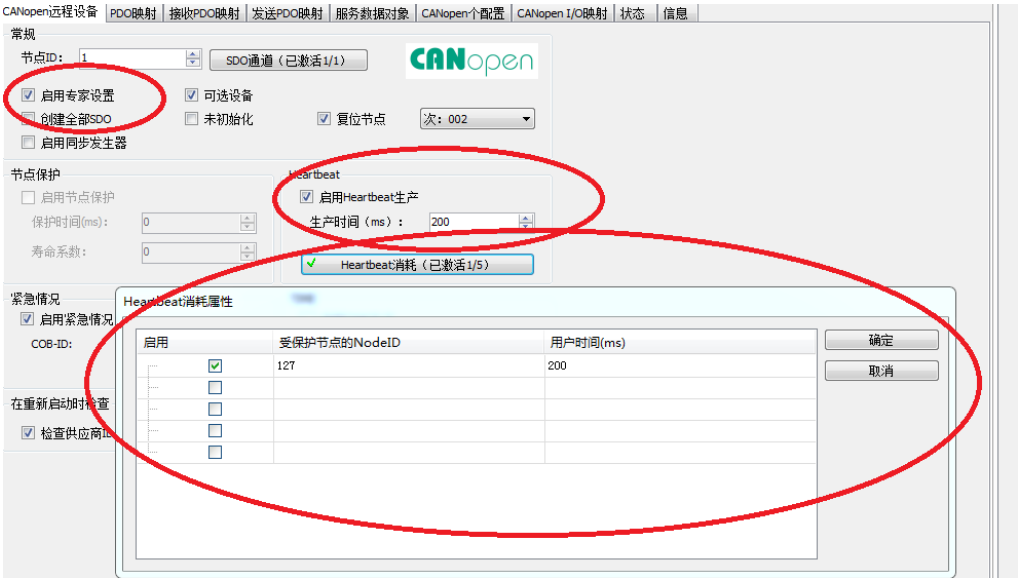 CANopen远程设备 PDO映射 接收PDO映射 发送PDO映射 服务数据对象 CANopen个配置 CANopen I/O映射 状态 信息
常规
节点ID: 1 SDO通道（已激活1/1） CANopen
启用专家设置 可选设备
创建全部SDO 未初始化 复位节点 次: 002
启用同步发生器
节点保护 Heartbeat
启用节点保护 启用Heartbeat生产
保护时间(ms): 0 生产时间（ms）: 200
寿命系数: 0 Heartbeat消耗（已激活1/5）
紧急情况 Heartbeat消耗属性
启用紧急情况
COB-ID: 启用 受保护节点的NodeID 用户时间(ms) 确定
127 200 取消
在重新启动时检查
检查供应商ID